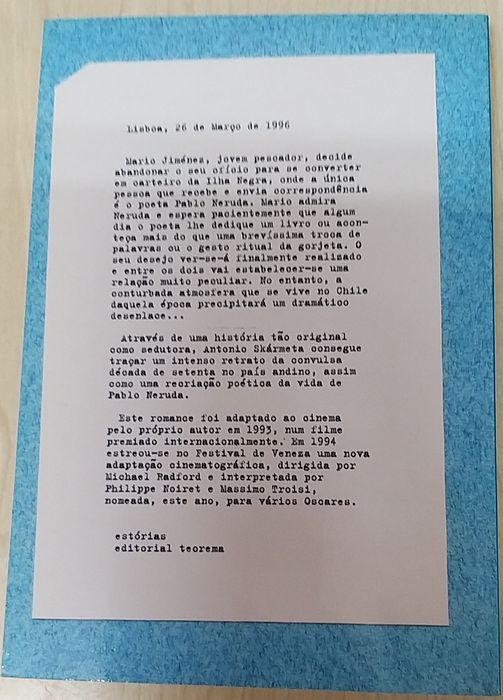 Lisboa, 26 de Março de 1996
Mario Jiménez, jovem pescador, decide
abandonar o seu ofício para se converter
em carteiro da Ilha Negra, onde a única
pessoa que recebe e envia correspondência
é o poeta Pablo Neruda. Mario admira
Neruda e espera pacientemente que algum
dia o poeta lhe dedique um livro ou acon-
teça mais do que uma brevíssima troca de
palavras ou o gesto ritual da gorjeta. O
seu desejo ver-se-á finalmente realizado
e entre os dois vai estabelecer-se uma
relação muito peculiar. No entanto, a
conturbada atmosfera que se vive no Chile
daquela época precipitará um dramático
desenlace...
Através de uma história tão original
como sedutora, Antonio Skármeta consegue
traçar um intenso retrato da convulsa
década de setenta no país andino, assim
como uma recriação poética da vida de
Pablo Neruda.
Este romance foi adaptado ao cinema
pelo próprio autor em 1993, num filme
premiado internacionalmente. Em 1994
estreou-se no Festival de Veneza uma nova
adaptação cinematográfica, dirigida por
Michael Radford e interpretada por
Philippe Noiret e Massimo Troisi,
nomeada, este ano, para vários Oscares.
estórias
editorial teorema